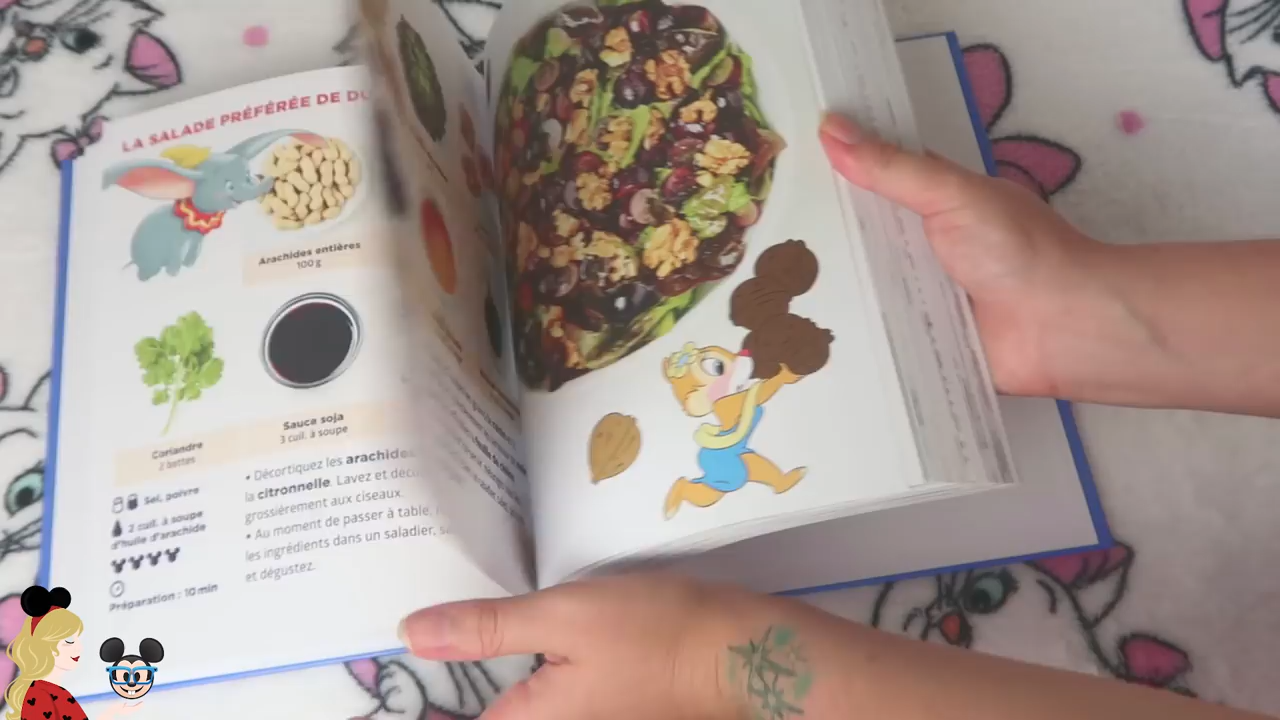 LA SALADE PRÉFÉRÉE DE DU
Arachides entières
100 g
Coriandre
2 bottes
Sauce soja
3 cuil. à soupe
Sel, poivre
2 cuil. à soupe
d'huile d'arachide
Préparation : 10 min
• Décortiquez les arachides
la citronnelle. Lavez et déco
grossièrement aux ciseaux.
• Au moment de passer à table,
les ingrédients dans un saladier,
et dégustez.